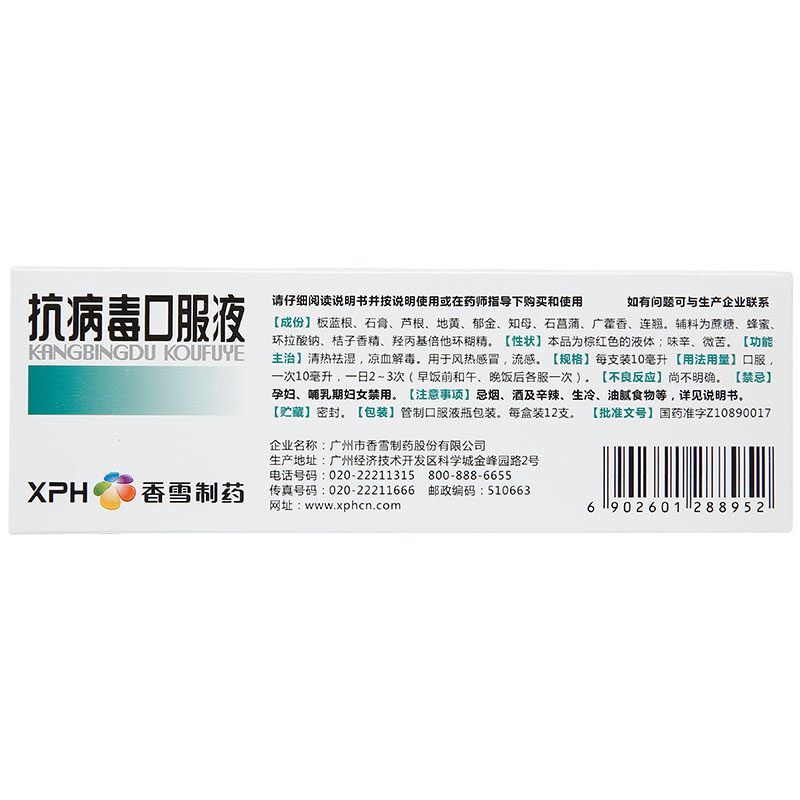 抗病毒口服液
KANGBINGDU KOUFUYE
XPH 香雪制药
请仔细阅读说明书并按说明使用或在药师指导下购买和使用 如有问题可与生产企业联系
【成份】板蓝根、石膏、芦根、地黄、郁金、知母、石菖蒲、广藿香、连翘。辅料为蔗糖、蜂蜜、
环拉酸钠、桔子香精、羟丙基倍他环糊精。【性状】本品为棕红色的液体；味辛、微苦。【功能
主治】清热祛湿，凉血解毒。用于风热感冒，流感。【规格】每支装10毫升【用法用量】口服，
一次10毫升，一日2~3次（早饭前和午、晚饭后各服一次）。【不良反应】尚不明确。【禁忌】
孕妇、哺乳期妇女禁用。【注意事项】忌烟、酒及辛辣、生冷、油腻食物等，详见说明书。
【贮藏】密封。【包装】管制口服液瓶包装。每盒装12支。【批准文号】国药准字Z10890017
企业名称：广州市香雪制药股份有限公司
生产地址：广州经济技术开发区科学城金峰园路2号
电话号码：020-22211315 800-888-6655
传真号码：020-22211666 邮政编码：510663
网址：www.xphcn.com
6 902601 288952